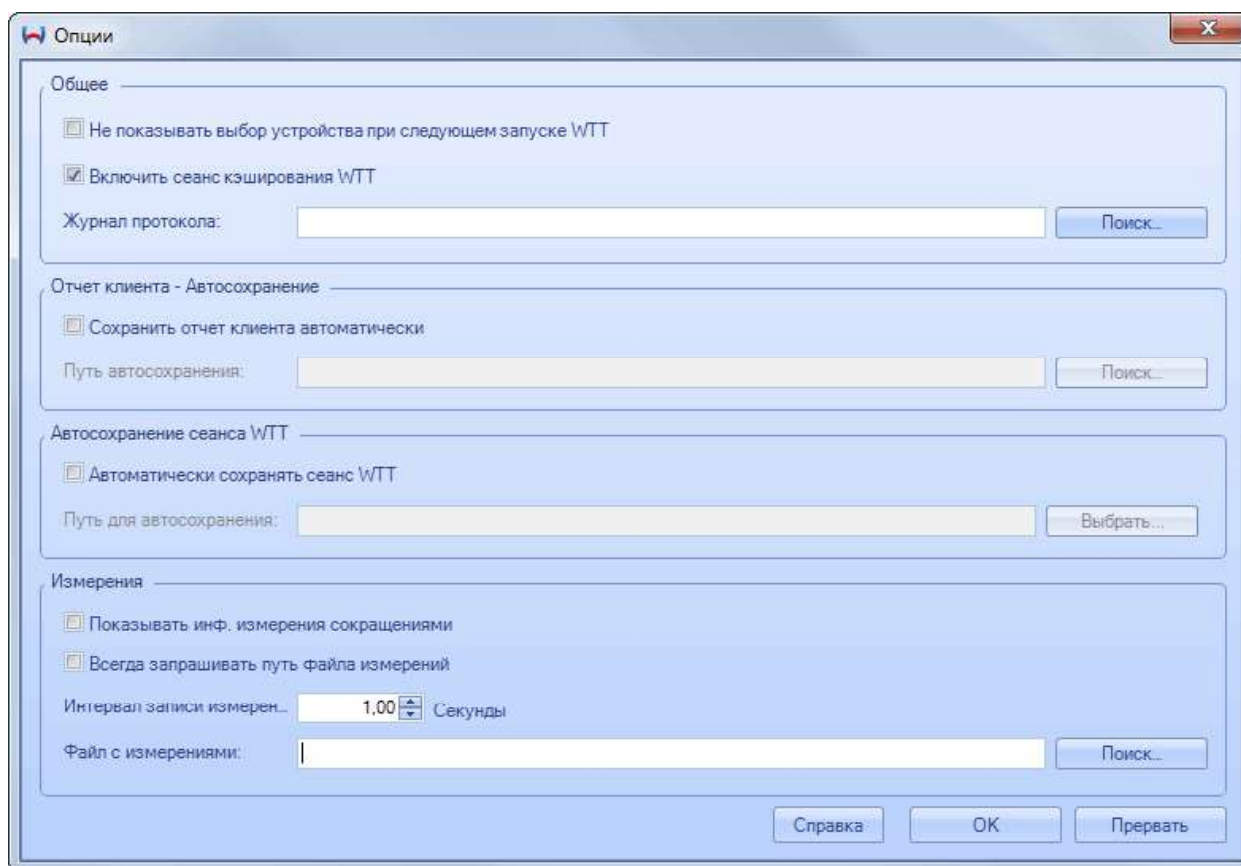 Опции
Общее
Не показывать выбор устройства при следующем запуске WTT
Включить сеанс кэширования WTT
Журнал протокола: Поиск...
Отчет клиента - Автосохранение
Сохранить отчет клиента автоматически
Путь автосохранения: Поиск...
Автосохранение сеанса WTT
Автоматически сохранять сеанс WTT
Путь для автосохранения: Выбрать...
Измерения
Показывать инф. измерения сокращениями
Всегда запрашивать путь файла измерений
Интервал записи измерен... 1,00 Секунды
Файл с измерениями: Поиск...
Справка OK Прервать